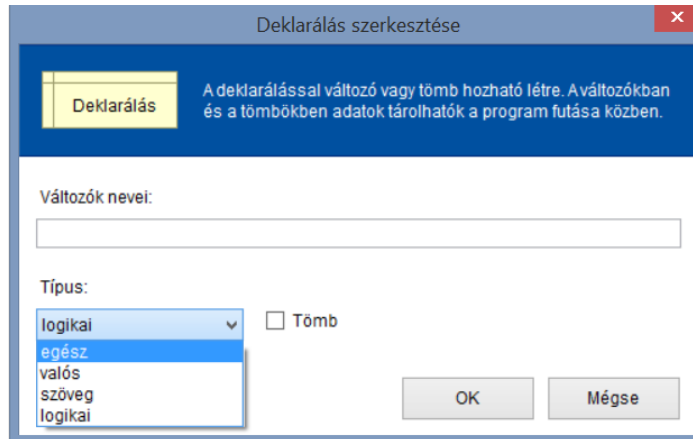 Deklarálás szerkesztése
x
Deklarálás
A deklarálással változó vagy tömb hozható létre. A változókban
és a tömbökben adatok tárolhatók a program futása közben.
Változók nevei:
Típus:
logikai
Tömb
egész
valós
szöveg
logikai
OK
Mégse